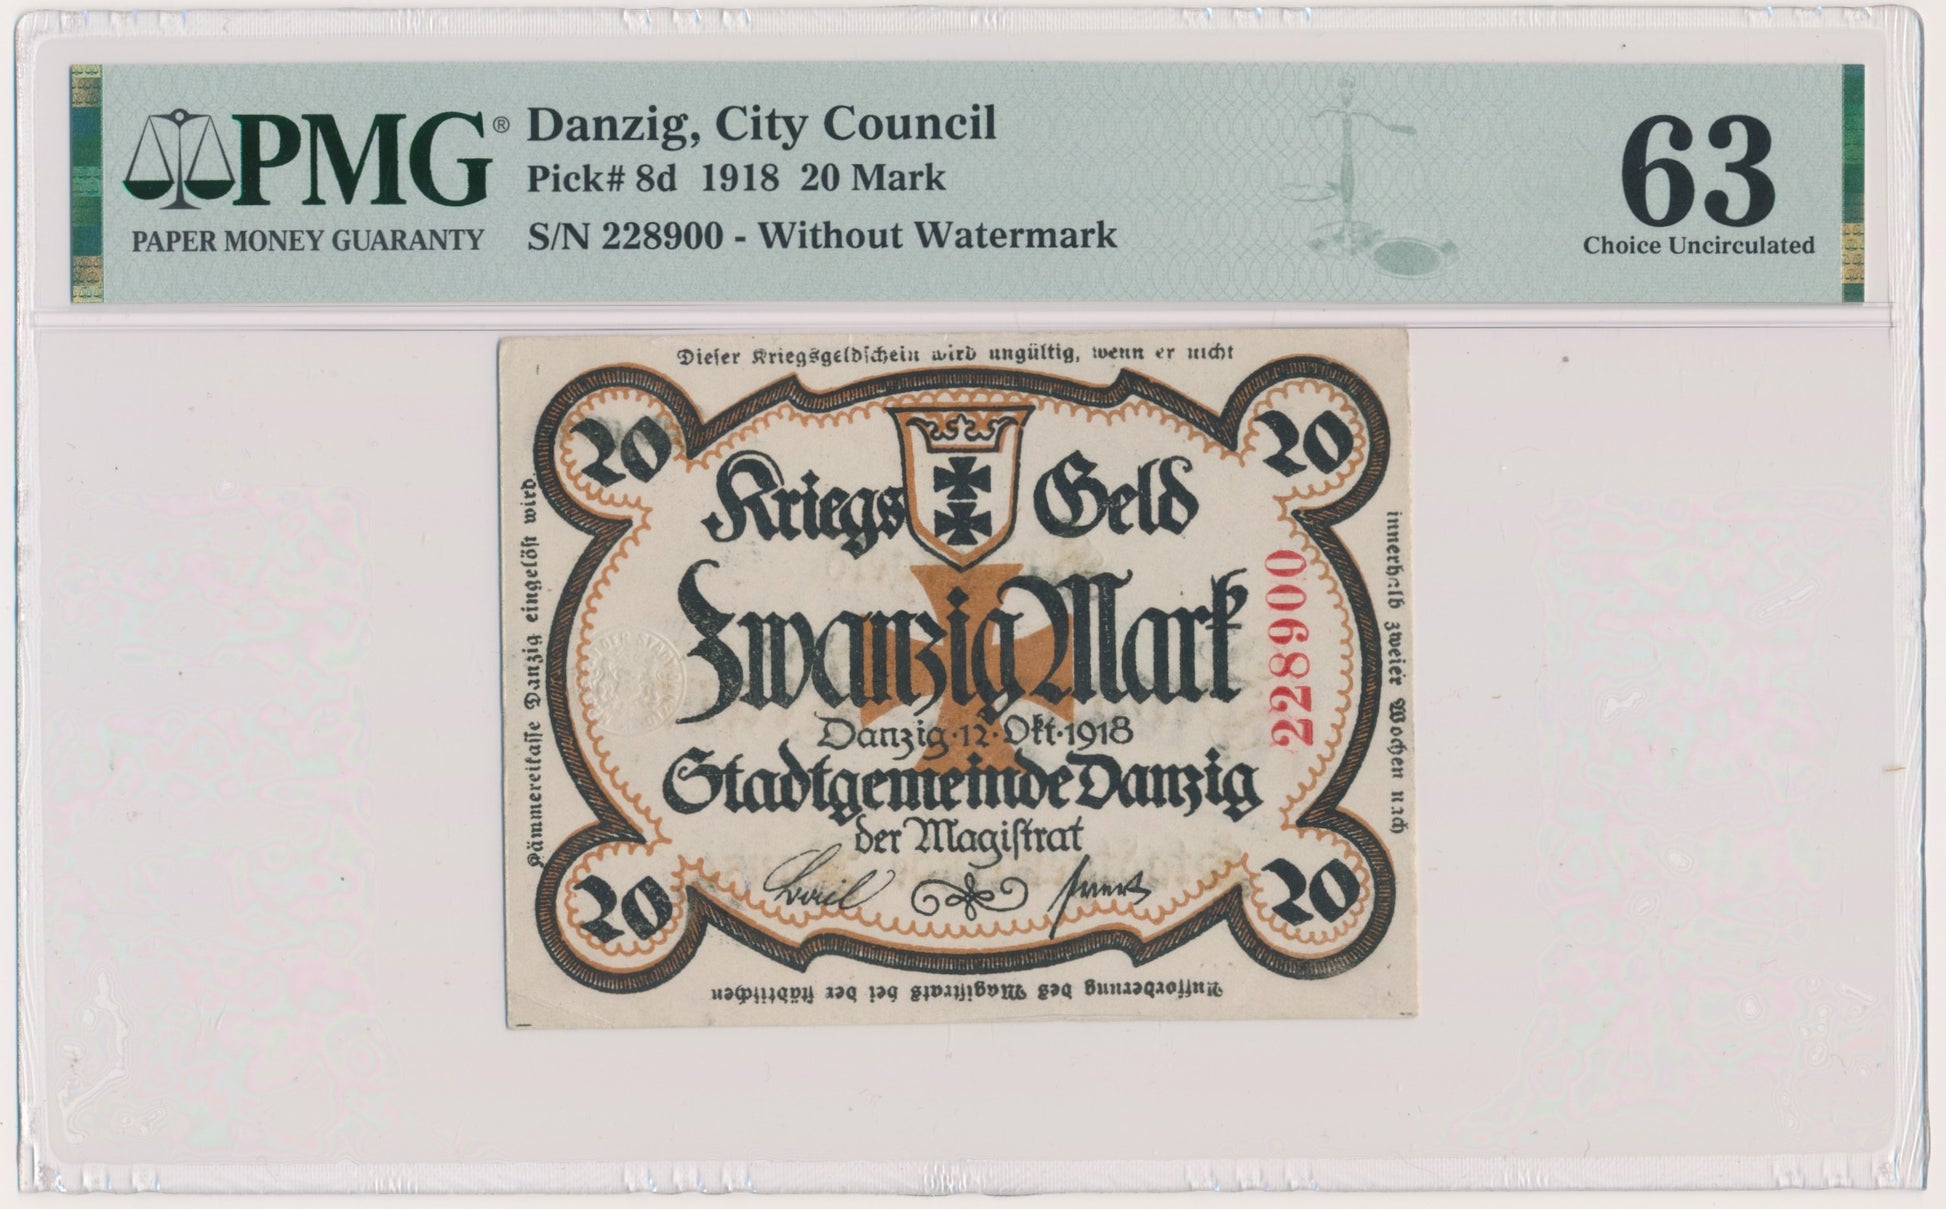 PMG®
PAPER MONEY GUARANTY
Danzig, City Council
Pick# 8d 1918 20 Mark
S/N 228900 - Without Watermark
63
Choice Uncirculated
Dieser Kriegsgeldschein wird ungültig, wenn er nicht
innerhalb zweier Wochen nach
Aufforderung des Magistrats bei der städtischen
Kämmereikasse Danzig eingelöst wird.
20
20
Kriegs Geld
Zwanzig Mark
228900
DER STADT
Danzig·12·Okt·1918
Stadtgemeinde Danzig
der Magistrat
20
20